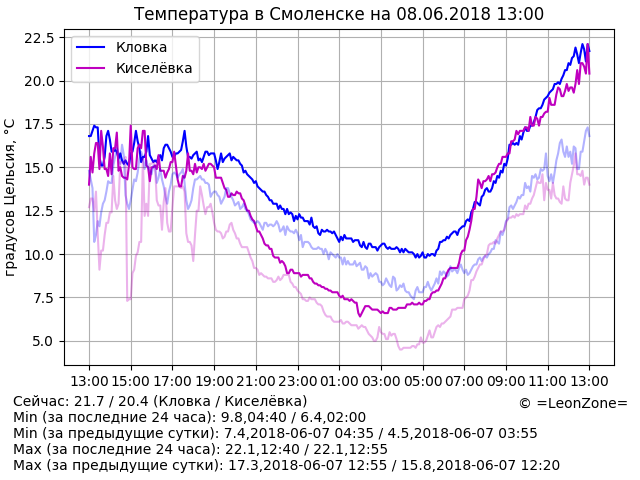 Температура в Смоленске на 08.06.2018 13:00
градусов Цельсия, °C
22.5
20.0
17.5
15.0
12.5
10.0
7.5
5.0
Кловка
Киселёвка
13:00 15:00 17:00 19:00 21:00 23:00 01:00 03:00 05:00 07:00 09:00 11:00 13:00
Сейчас: 21.7 / 20.4 (Кловка / Киселёвка)
© =LeonZone=
Min (за последние 24 часа): 9.8,04:40 / 6.4,02:00
Min (за предыдущие сутки): 7.4,2018-06-07 04:35 / 4.5,2018-06-07 03:55
Max (за последние 24 часа): 22.1,12:40 / 22.1,12:55
Max (за предыдущие сутки): 17.3,2018-06-07 12:55 / 15.8,2018-06-07 12:20